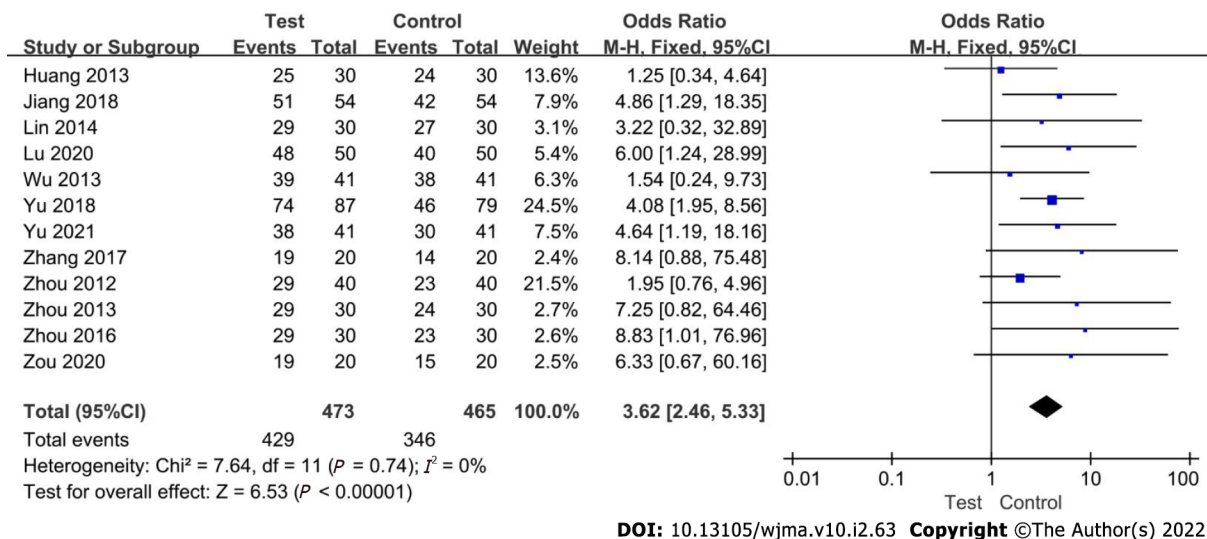 Test Control Odds Ratio Odds Ratio
Study or Subgroup Events Total Events Total Weight M-H, Fixed, 95%CI M-H, Fixed, 95%CI
Huang 2013 25 30 24 30 13.6% 1.25 [0.34, 4.64]
Jiang 2018 51 54 42 54 7.9% 4.86 [1.29, 18.35]
Lin 2014 29 30 27 30 3.1% 3.22 [0.32, 32.89]
Lu 2020 48 50 40 50 5.4% 6.00 [1.24, 28.99]
Wu 2013 39 41 38 41 6.3% 1.54 [0.24, 9.73]
Yu 2018 74 87 46 79 24.5% 4.08 [1.95, 8.56]
Yu 2021 38 41 30 41 7.5% 4.64 [1.19, 18.16]
Zhang 2017 19 20 14 20 2.4% 8.14 [0.88, 75.48]
Zhou 2012 29 40 23 40 21.5% 1.95 [0.76, 4.96]
Zhou 2013 29 30 24 30 2.7% 7.25 [0.82, 64.46]
Zhou 2016 29 30 23 30 2.6% 8.83 [1.01, 76.96]
Zou 2020 19 20 15 20 2.5% 6.33 [0.67, 60.16]
Total (95%CI) 473 465 100.0% 3.62 [2.46, 5.33]
Total events 429 346
Heterogeneity: Chi² = 7.64, df = 11 (P = 0.74); I² = 0%
Test for overall effect: Z = 6.53 (P < 0.00001)
0.01 0.1 1 10 100
Test Control
DOI: 10.13105/wjma.v10.i2.63 Copyright ©The Author(s) 2022